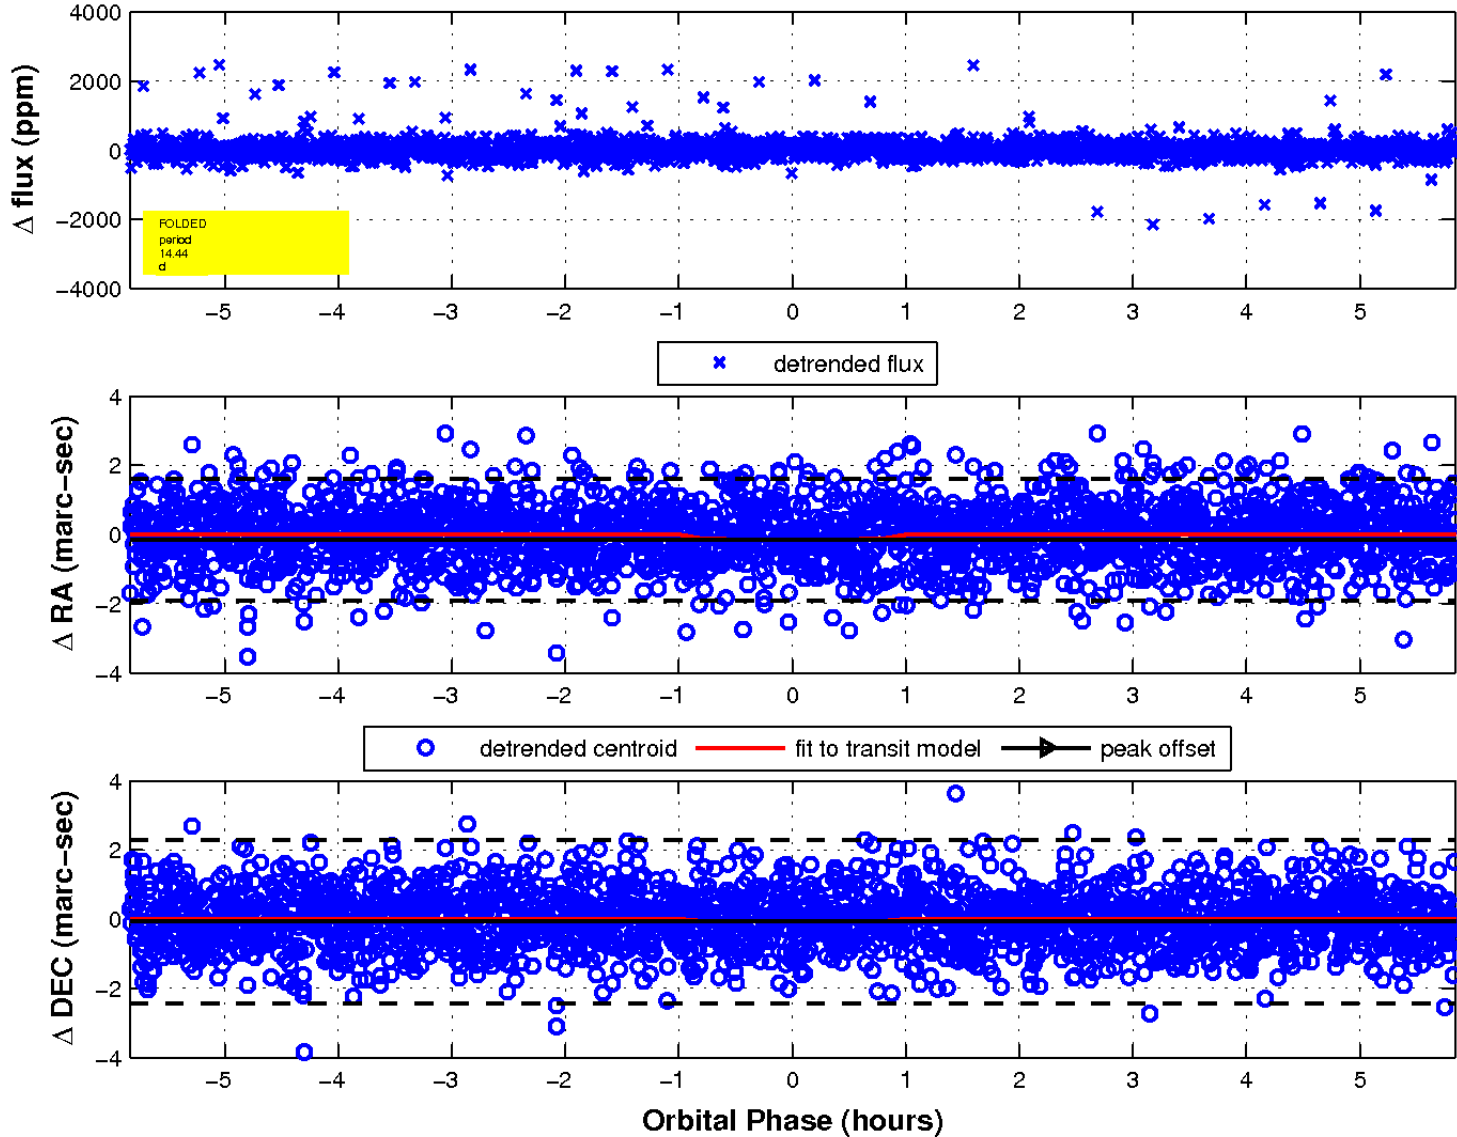 4000
2000
0
−2000
−4000
Δ flux (ppm)
FOLDED
period
14.44
d
−5 −4 −3 −2 −1 0 1 2 3 4 5
detrended flux
4
2
0
−2
−4
Δ RA (marc−sec)
−5 −4 −3 −2 −1 0 1 2 3 4 5
detrended centroid fit to transit model peak offset
4
2
0
−2
−4
Δ DEC (marc−sec)
−5 −4 −3 −2 −1 0 1 2 3 4 5
Orbital Phase (hours)